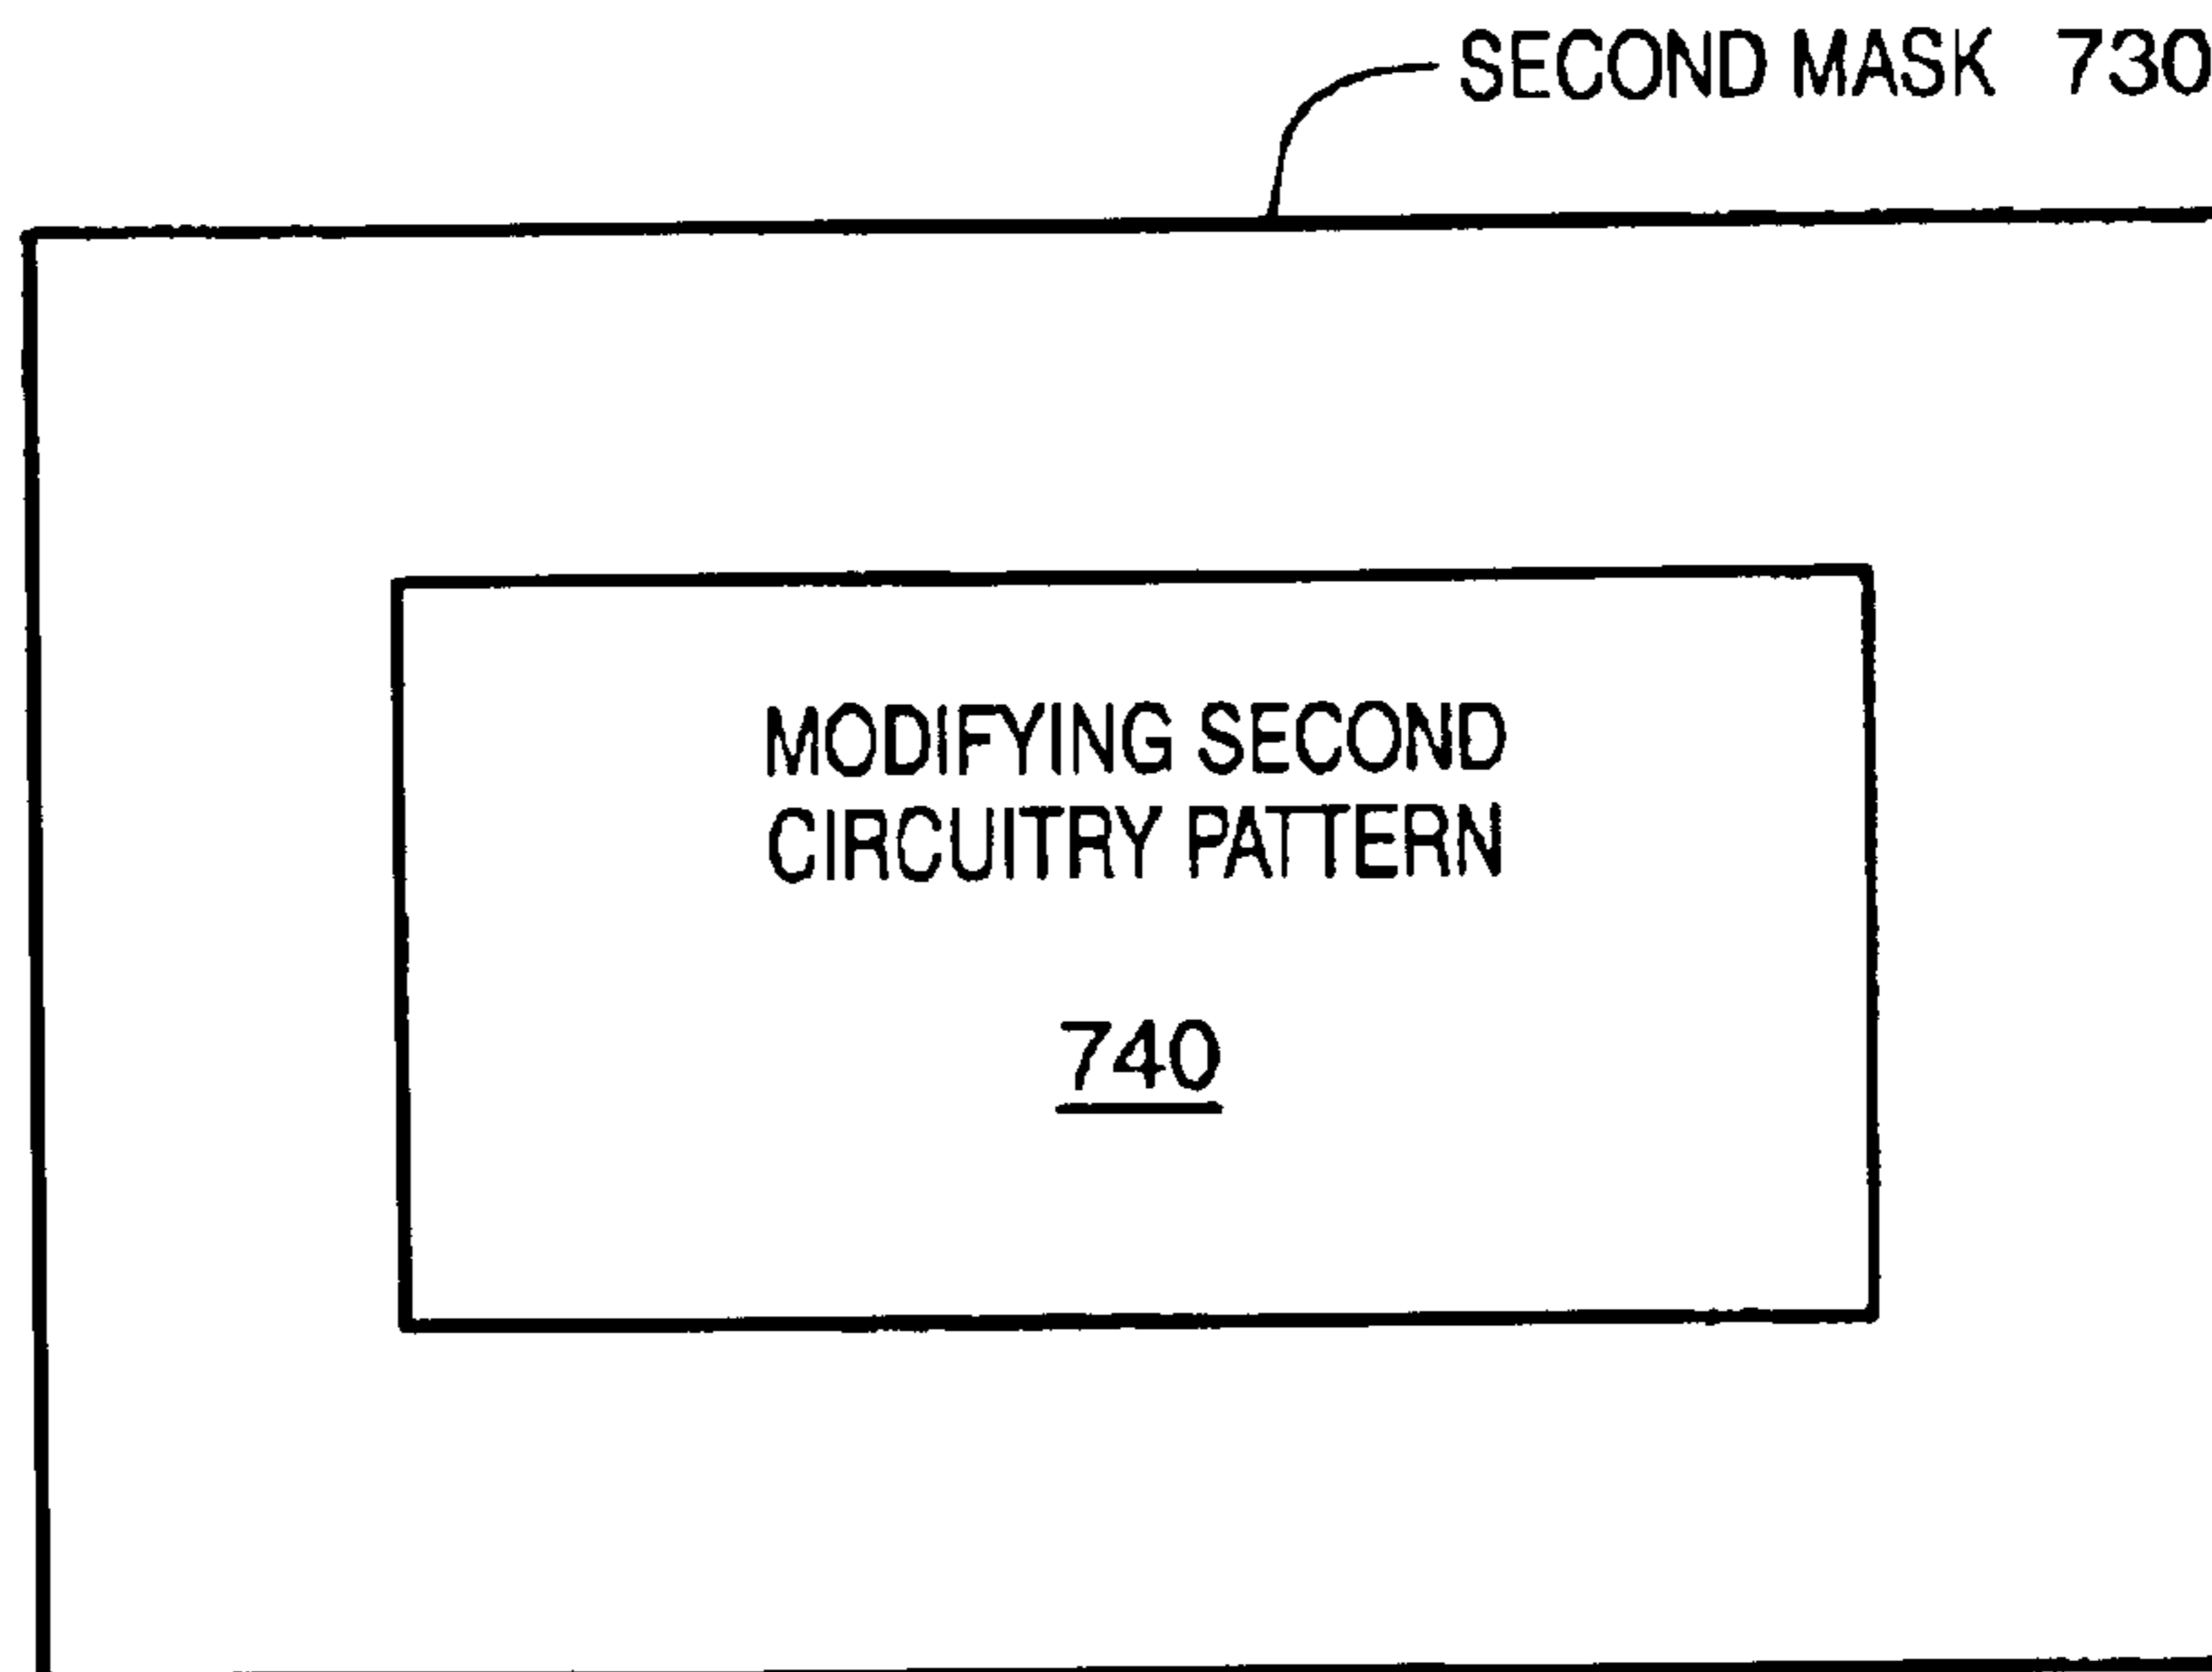 SECOND MASK 730
MODIFYING SECOND
CIRCUITRY PATTERN
740